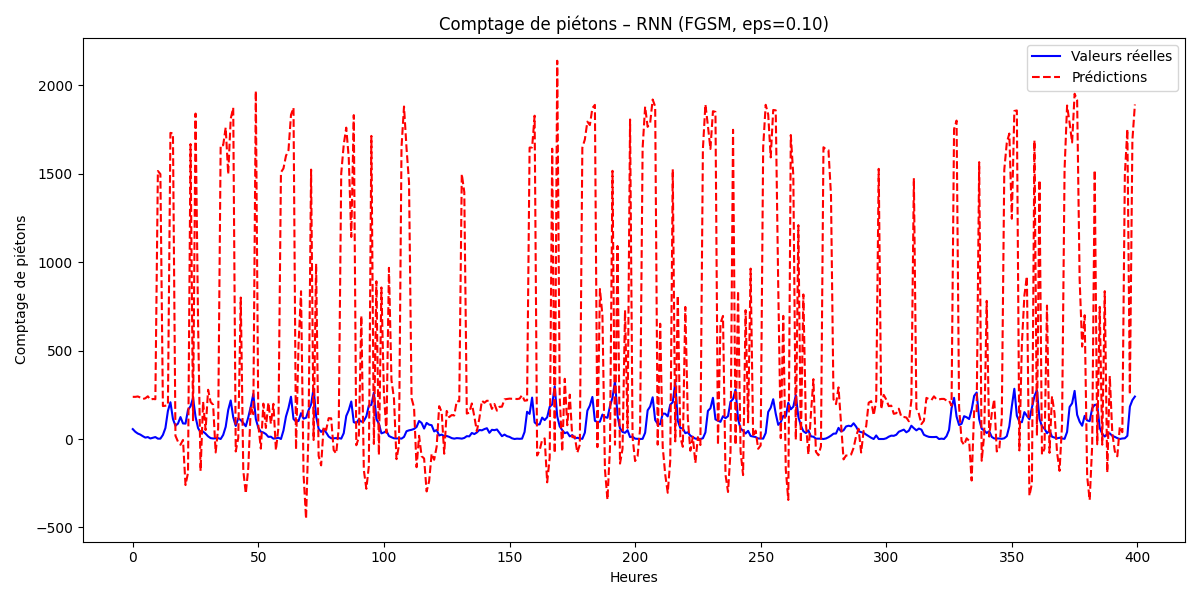 Comptage de piétons – RNN (FGSM, eps=0.10)
Valeurs réelles
Prédictions
Comptage de piétons
2000
1500
1000
500
0
−500
0 50 100 150 200 250 300 350 400
Heures